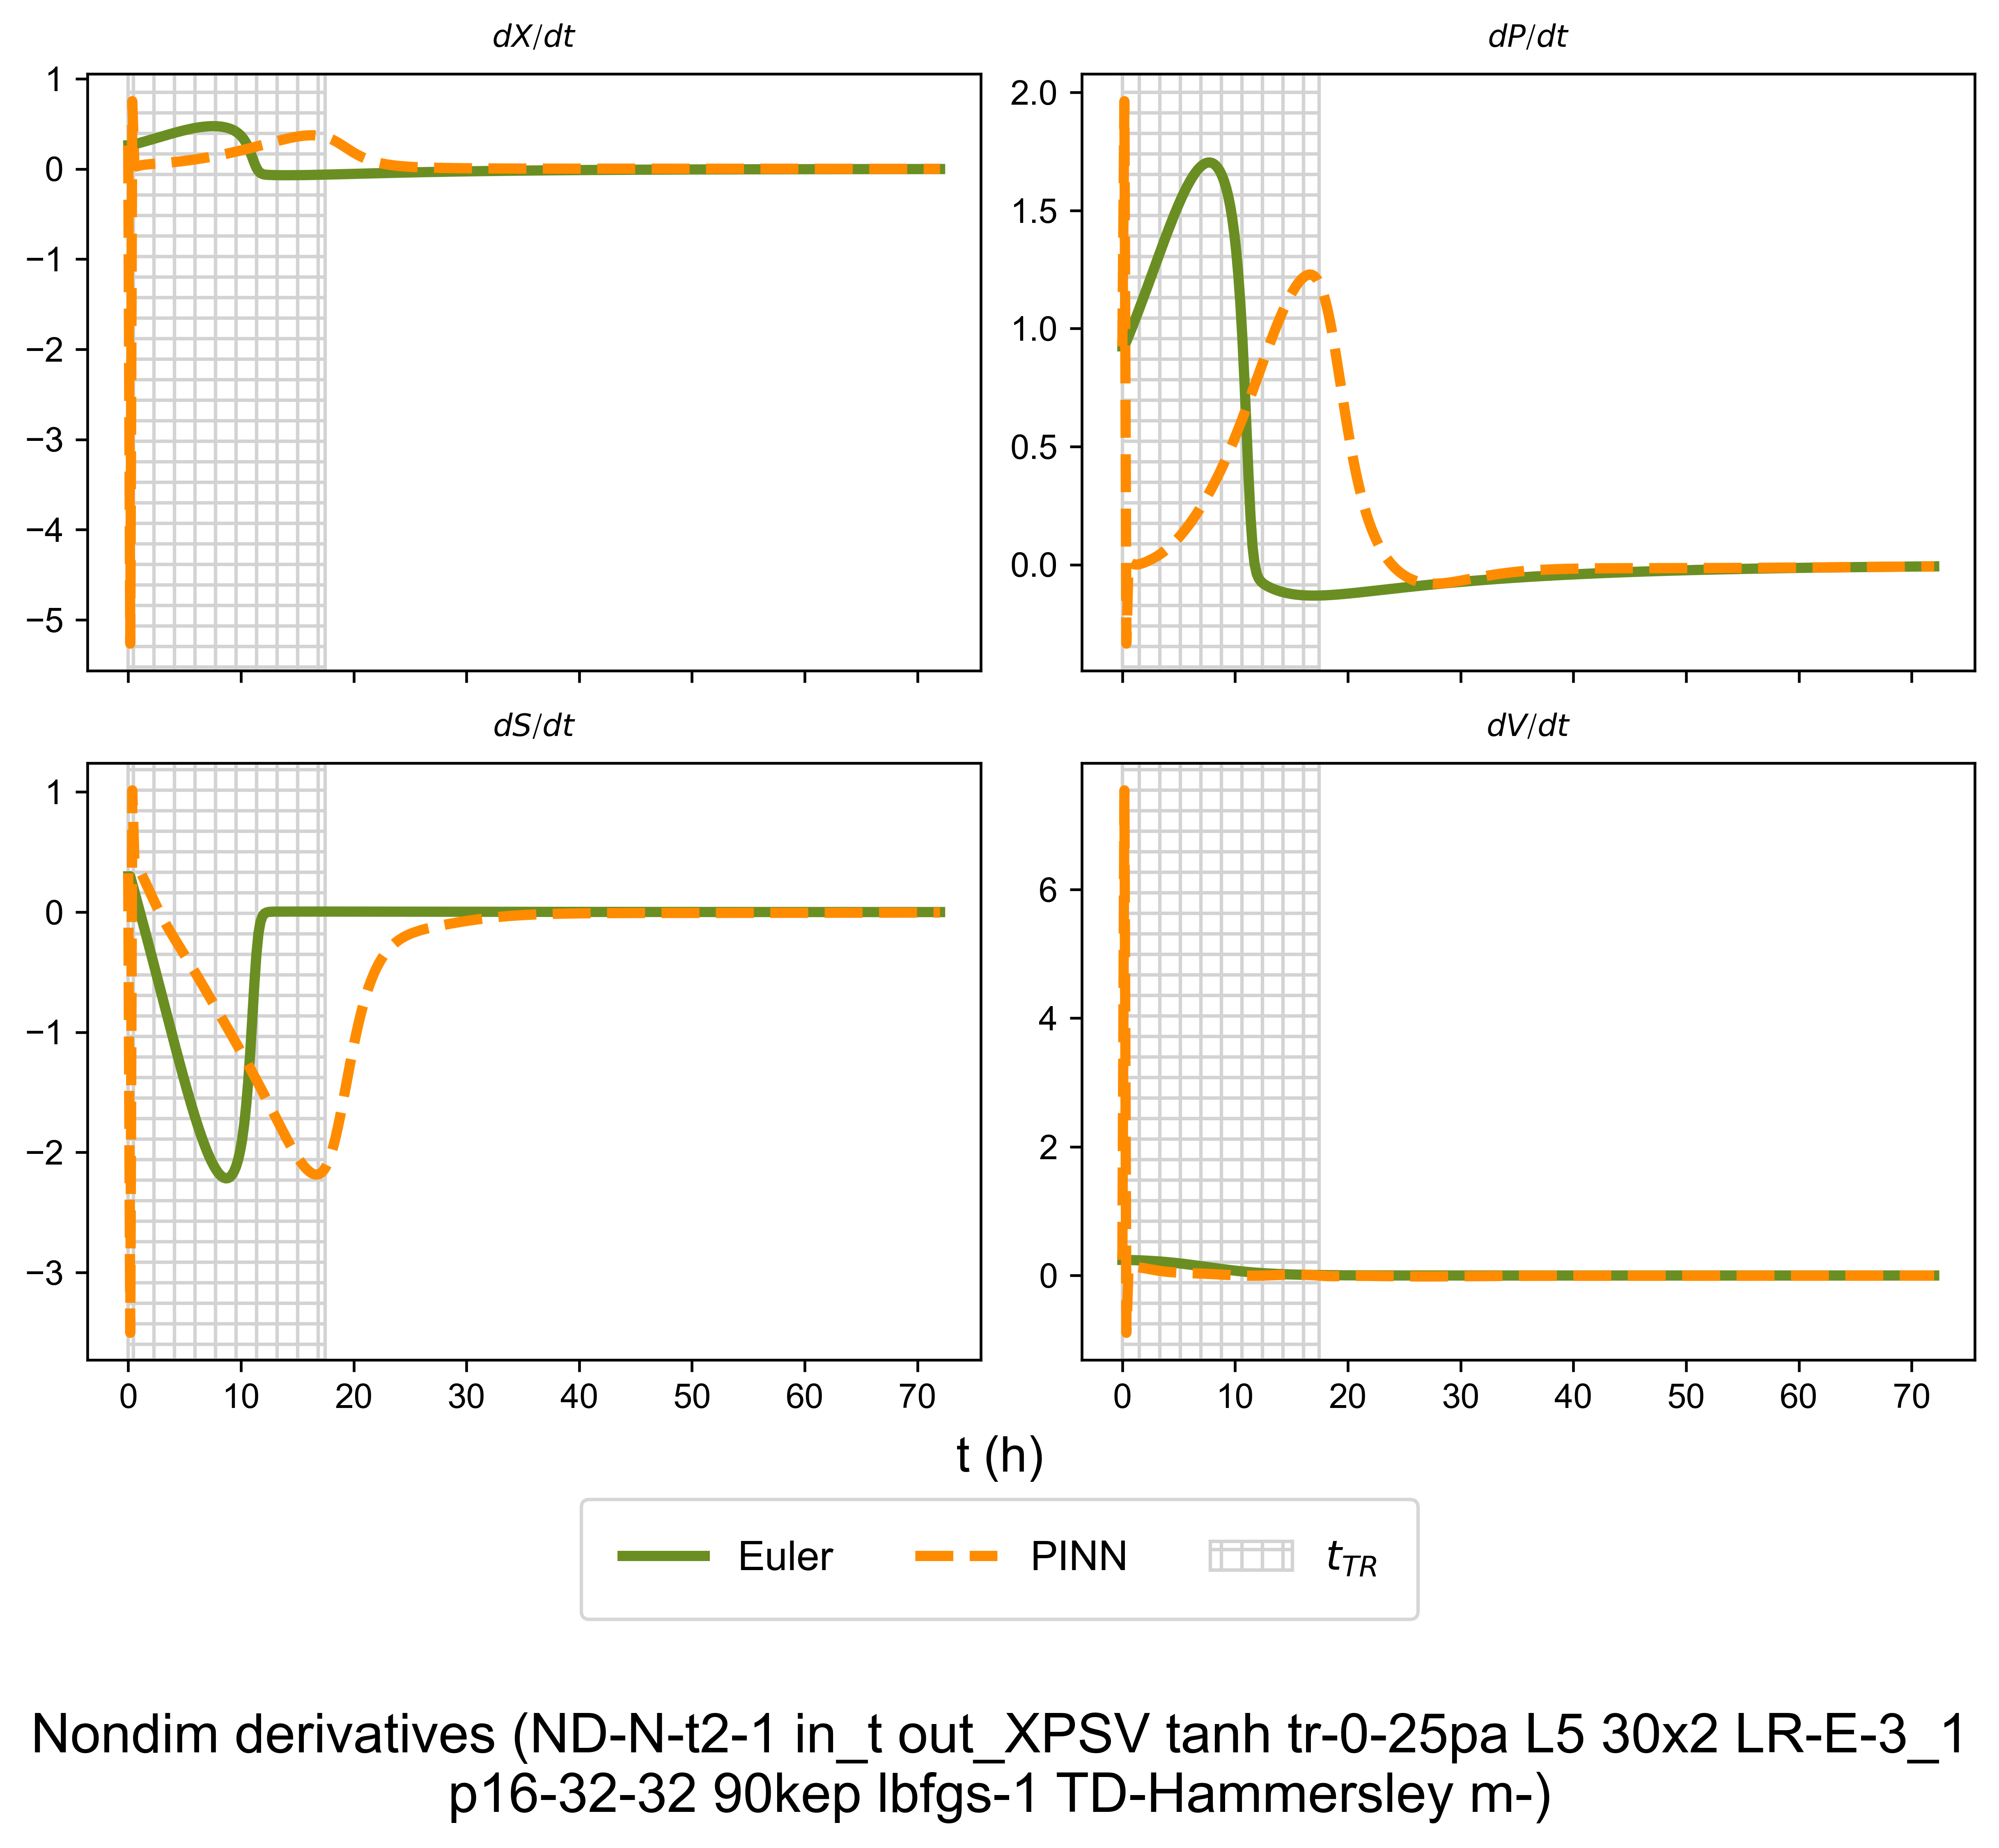 dX/dt
dP/dt
1
0
−1
−2
−3
−4
−5
2.0
1.5
1.0
0.5
0.0
dS/dt
dV/dt
1
0
−1
−2
−3
0 10 20 30 40 50 60 70
6
4
2
0
0 10 20 30 40 50 60 70
t (h)
Euler PINN t_TR
Nondim derivatives (ND-N-t2-1 in_t out_XPSV tanh tr-0-25pa L5 30x2 LR-E-3_1
p16-32-32 90kep lbfgs-1 TD-Hammersley m-)